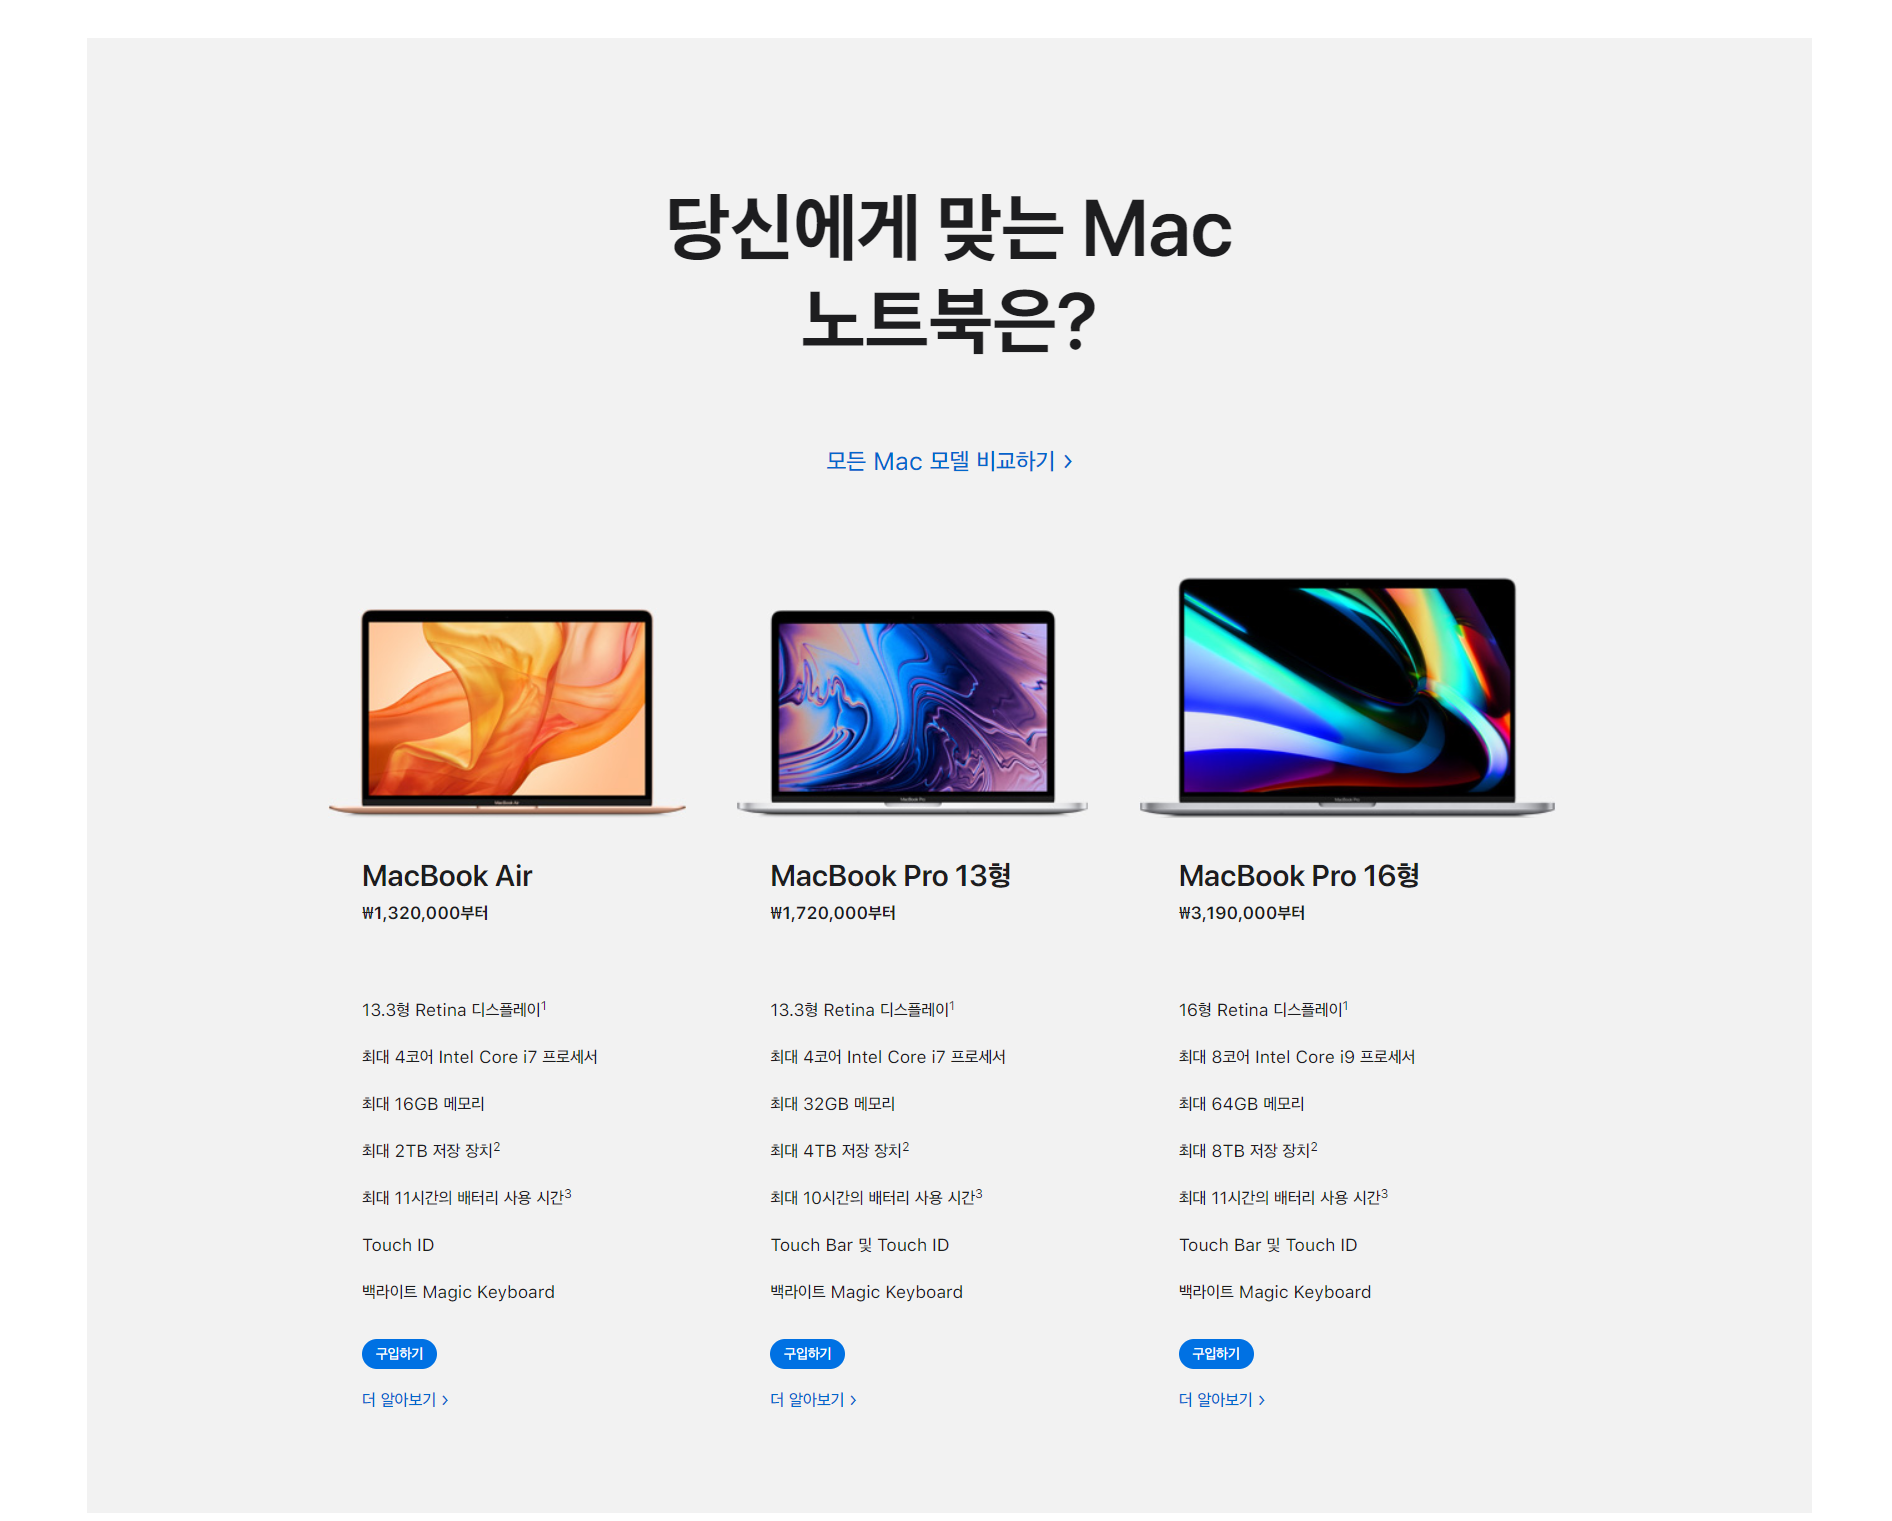 당신에게 맞는 Mac
노트북은?
모든 Mac 모델 비교하기 >
MacBook Air
MacBook Pro
MacBook Pro
MacBook Air
₩1,320,000부터
13.3형 Retina 디스플레이1
최대 4코어 Intel Core i7 프로세서
최대 16GB 메모리
최대 2TB 저장 장치2
최대 11시간의 배터리 사용 시간3
Touch ID
백라이트 Magic Keyboard
구입하기
더 알아보기 >
MacBook Pro 13형
₩1,720,000부터
13.3형 Retina 디스플레이1
최대 4코어 Intel Core i7 프로세서
최대 32GB 메모리
최대 4TB 저장 장치2
최대 10시간의 배터리 사용 시간3
Touch Bar 및 Touch ID
백라이트 Magic Keyboard
구입하기
더 알아보기 >
MacBook Pro 16형
₩3,190,000부터
16형 Retina 디스플레이1
최대 8코어 Intel Core i9 프로세서
최대 64GB 메모리
최대 8TB 저장 장치2
최대 11시간의 배터리 사용 시간3
Touch Bar 및 Touch ID
백라이트 Magic Keyboard
구입하기
더 알아보기 >